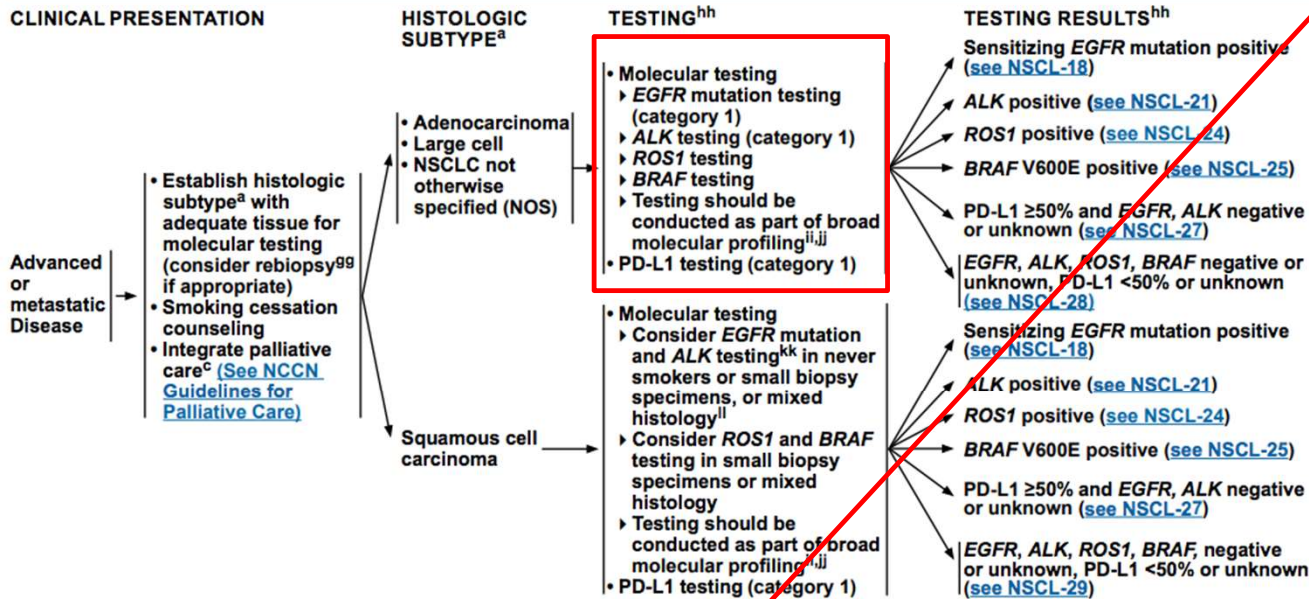 CLINICAL PRESENTATION
HISTOLOGIC
SUBTYPEᵃ
TESTINGʰʰ
TESTING RESULTSʰʰ
Advanced
or
metastatic
Disease
• Establish histologic
subtypeᵃ with
adequate tissue for
molecular testing
(consider rebiopsyᵍᵍ
if appropriate)
• Smoking cessation
counseling
• Integrate palliative
careᶜ (See NCCN
Guidelines for
Palliative Care)
• Adenocarcinoma
• Large cell
• NSCLC not
otherwise
specified (NOS)
• Molecular testing
▸ EGFR mutation testing
(category 1)
▸ ALK testing (category 1)
▸ ROS1 testing
▸ BRAF testing
▸ Testing should be
conducted as part of broad
molecular profilingⁱⁱ,ʲʲ
• PD-L1 testing (category 1)
Sensitizing EGFR mutation positive
(see NSCL-18)
ALK positive (see NSCL-21)
ROS1 positive (see NSCL-24)
BRAF V600E positive (see NSCL-25)
PD-L1 ≥50% and EGFR, ALK negative
or unknown (see NSCL-27)
EGFR, ALK, ROS1, BRAF negative or
unknown, PD-L1 <50% or unknown
(see NSCL-28)
Squamous cell
carcinoma
• Molecular testing
▸ Consider EGFR mutation
and ALK testingᵏᵏ in never
smokers or small biopsy
specimens, or mixed
histologyˡˡ
▸ Consider ROS1 and BRAF
testing in small biopsy
specimens or mixed
histology
▸ Testing should be
conducted as part of broad
molecular profilingⁱⁱ,ʲʲ
• PD-L1 testing (category 1)
Sensitizing EGFR mutation positive
(see NSCL-18)
ALK positive (see NSCL-21)
ROS1 positive (see NSCL-24)
BRAF V600E positive (see NSCL-25)
PD-L1 ≥50% and EGFR, ALK negative
or unknown (see NSCL-27)
EGFR, ALK, ROS1, BRAF, negative
or unknown, PD-L1 <50% or unknown
(see NSCL-29)